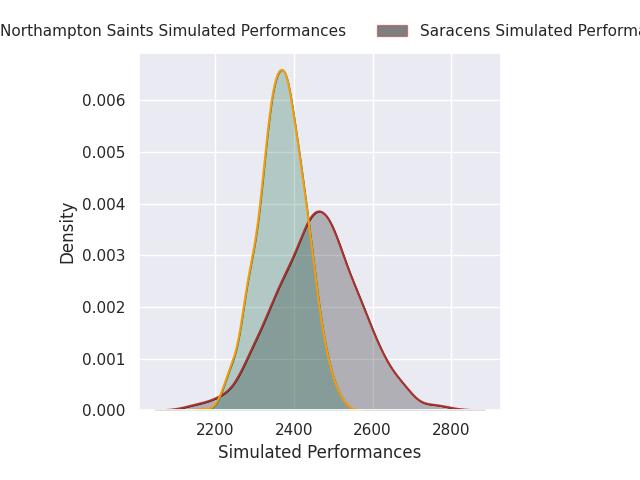 Northampton Saints Simulated Performances Saracens Simulated
0.006
0.005
0.004
0.003
0.002
0.001
0.000
Density
2200 2400 2600 2800
Simulated Performances